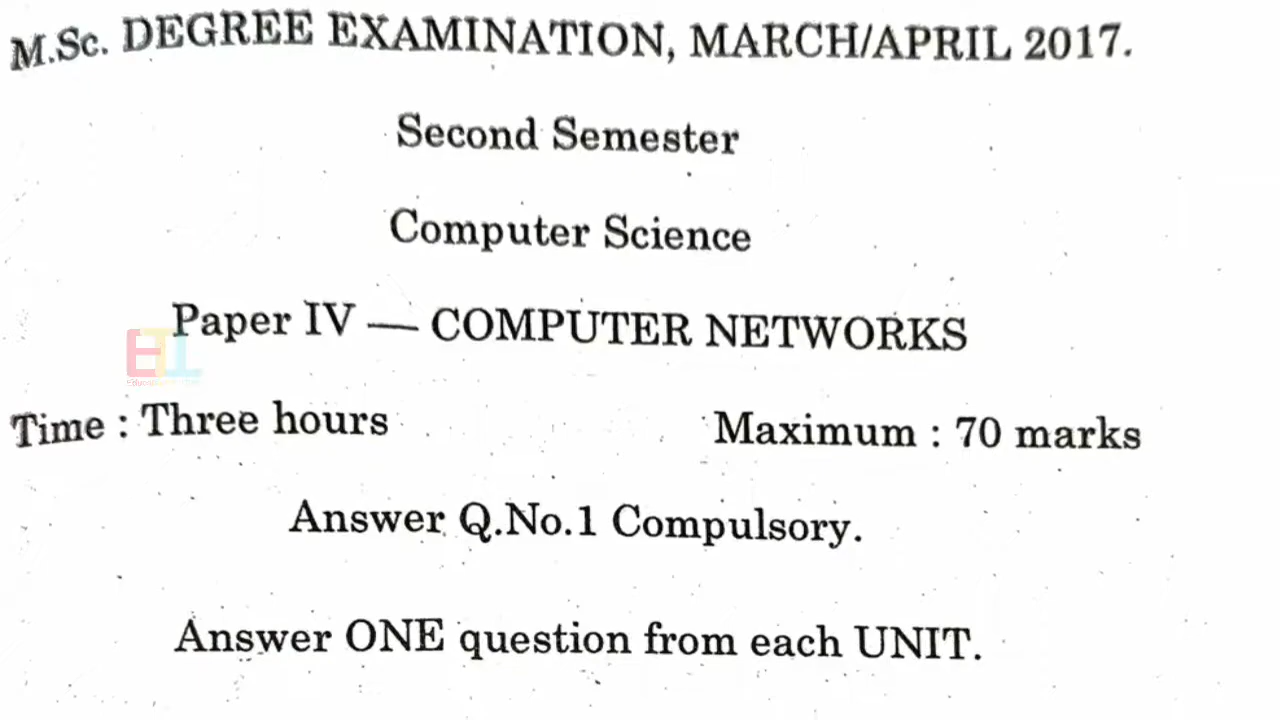 M.Sc. DEGREE EXAMINATION, MARCH/APRIL 2017.
Second Semester
Computer Science
Paper IV — COMPUTER NETWORKS
Time : Three hours Maximum : 70 marks
Answer Q.No.1 Compulsory.
Answer ONE question from each UNIT.